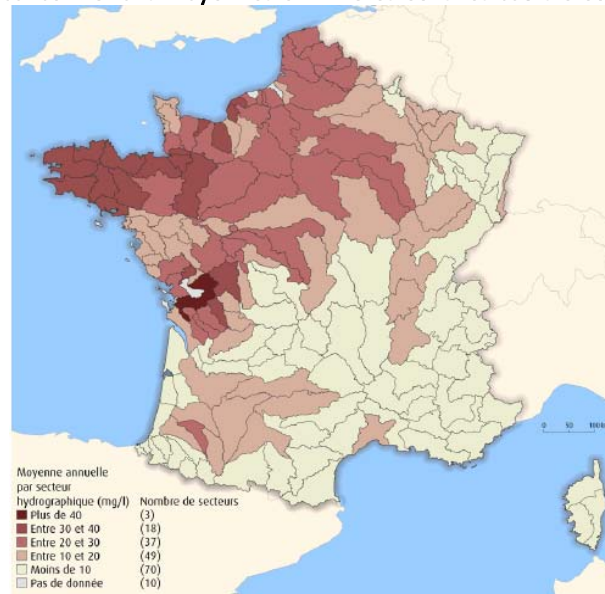 0 50 100
Moyenne annuelle
par secteur
hydrographique (mg/l) Nombre de secteurs
Plus de 40 (3)
Entre 30 et 40 (18)
Entre 20 et 30 (37)
Entre 10 et 20 (49)
Moins de 10 (70)
Pas de donnée (10)